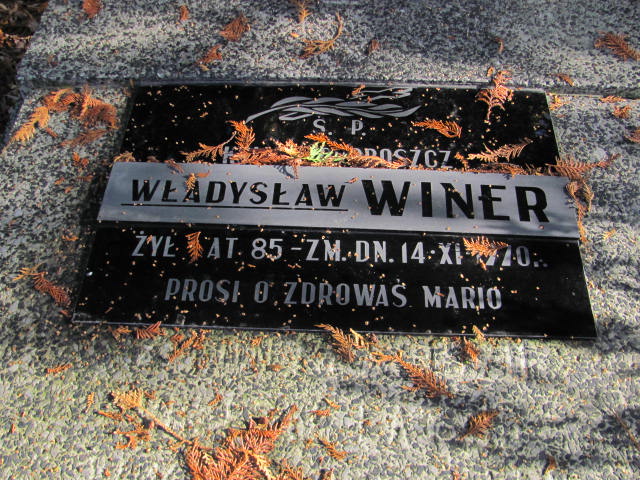 Ś. P.
WŁADYSŁAW WINER
ŻYŁ LAT 85 - ZM. DN. 14 XI
PROSI O ZDROWAŚ MARIO